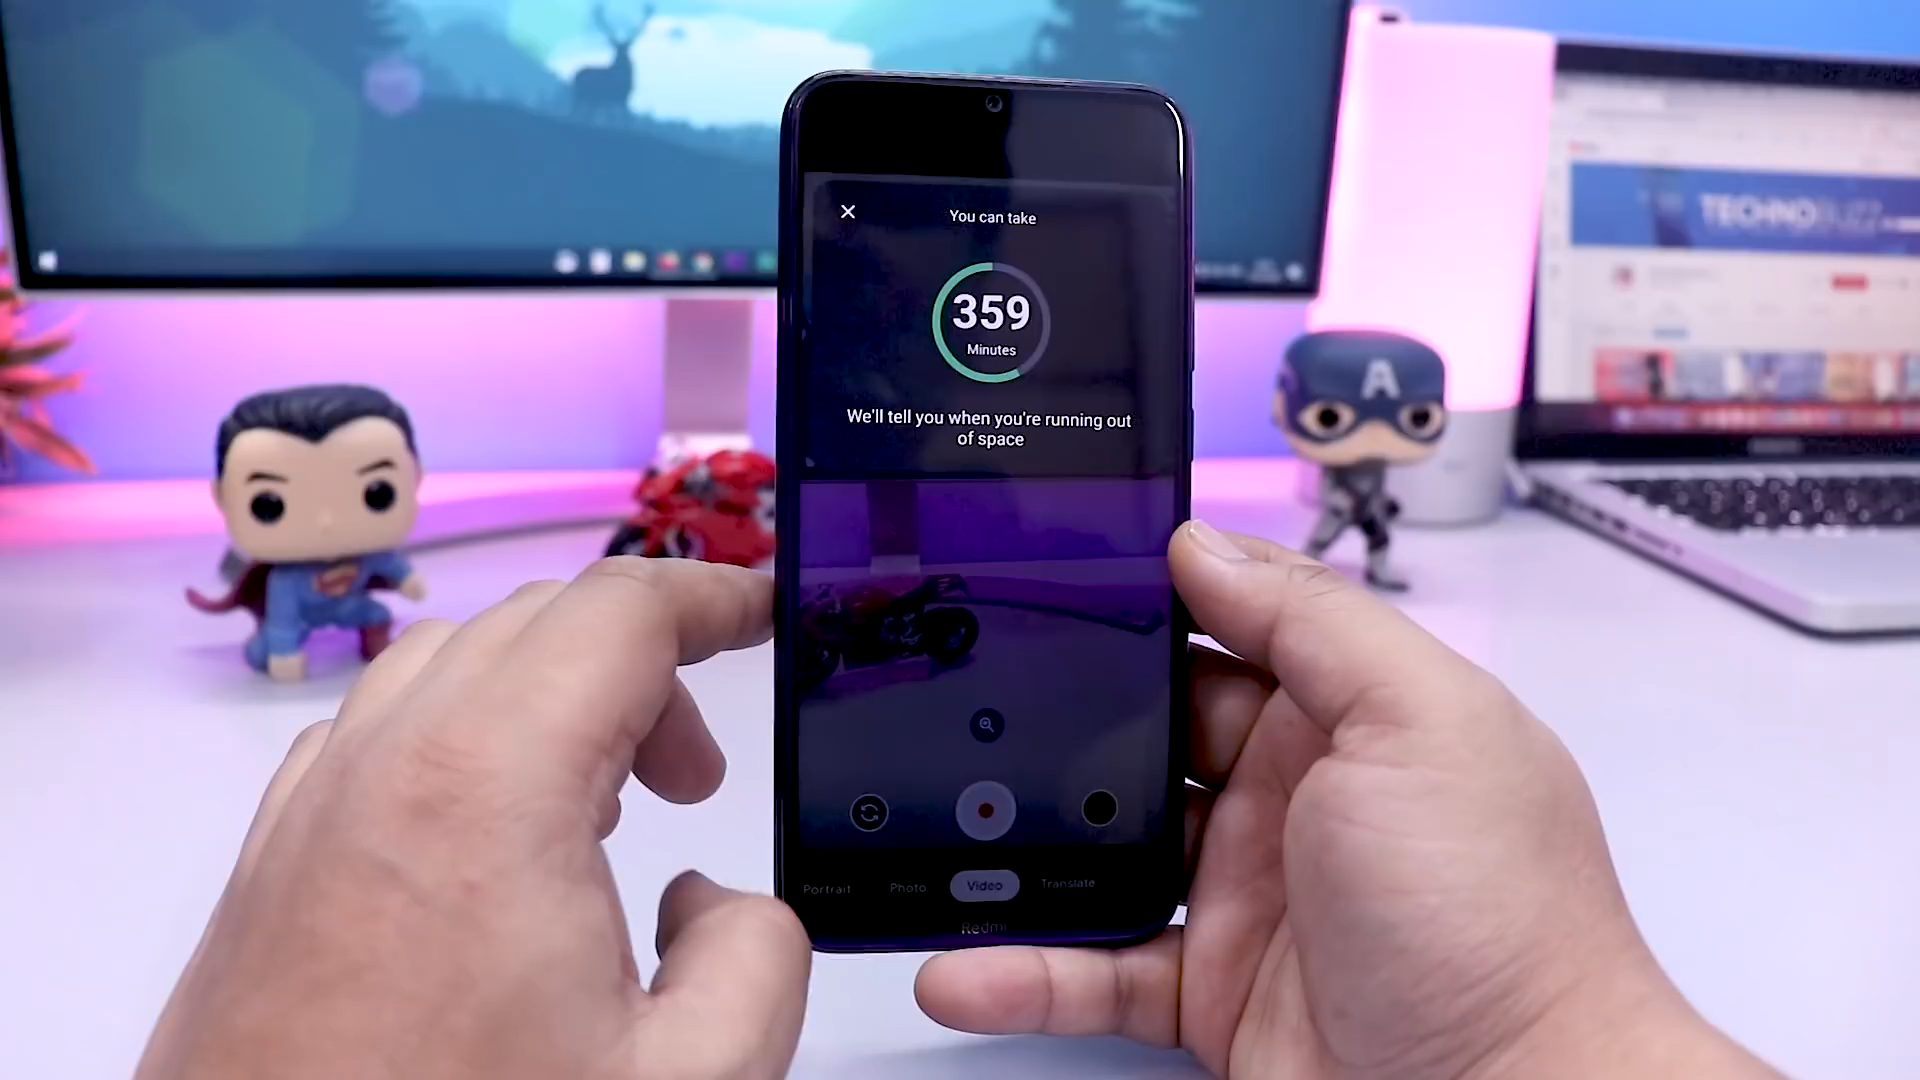 You can take
359
Minutes
We'll tell you when you're running out
of space
Portrait
Photo
Video
Translate
Redmi
A
TECHNOBUZZ